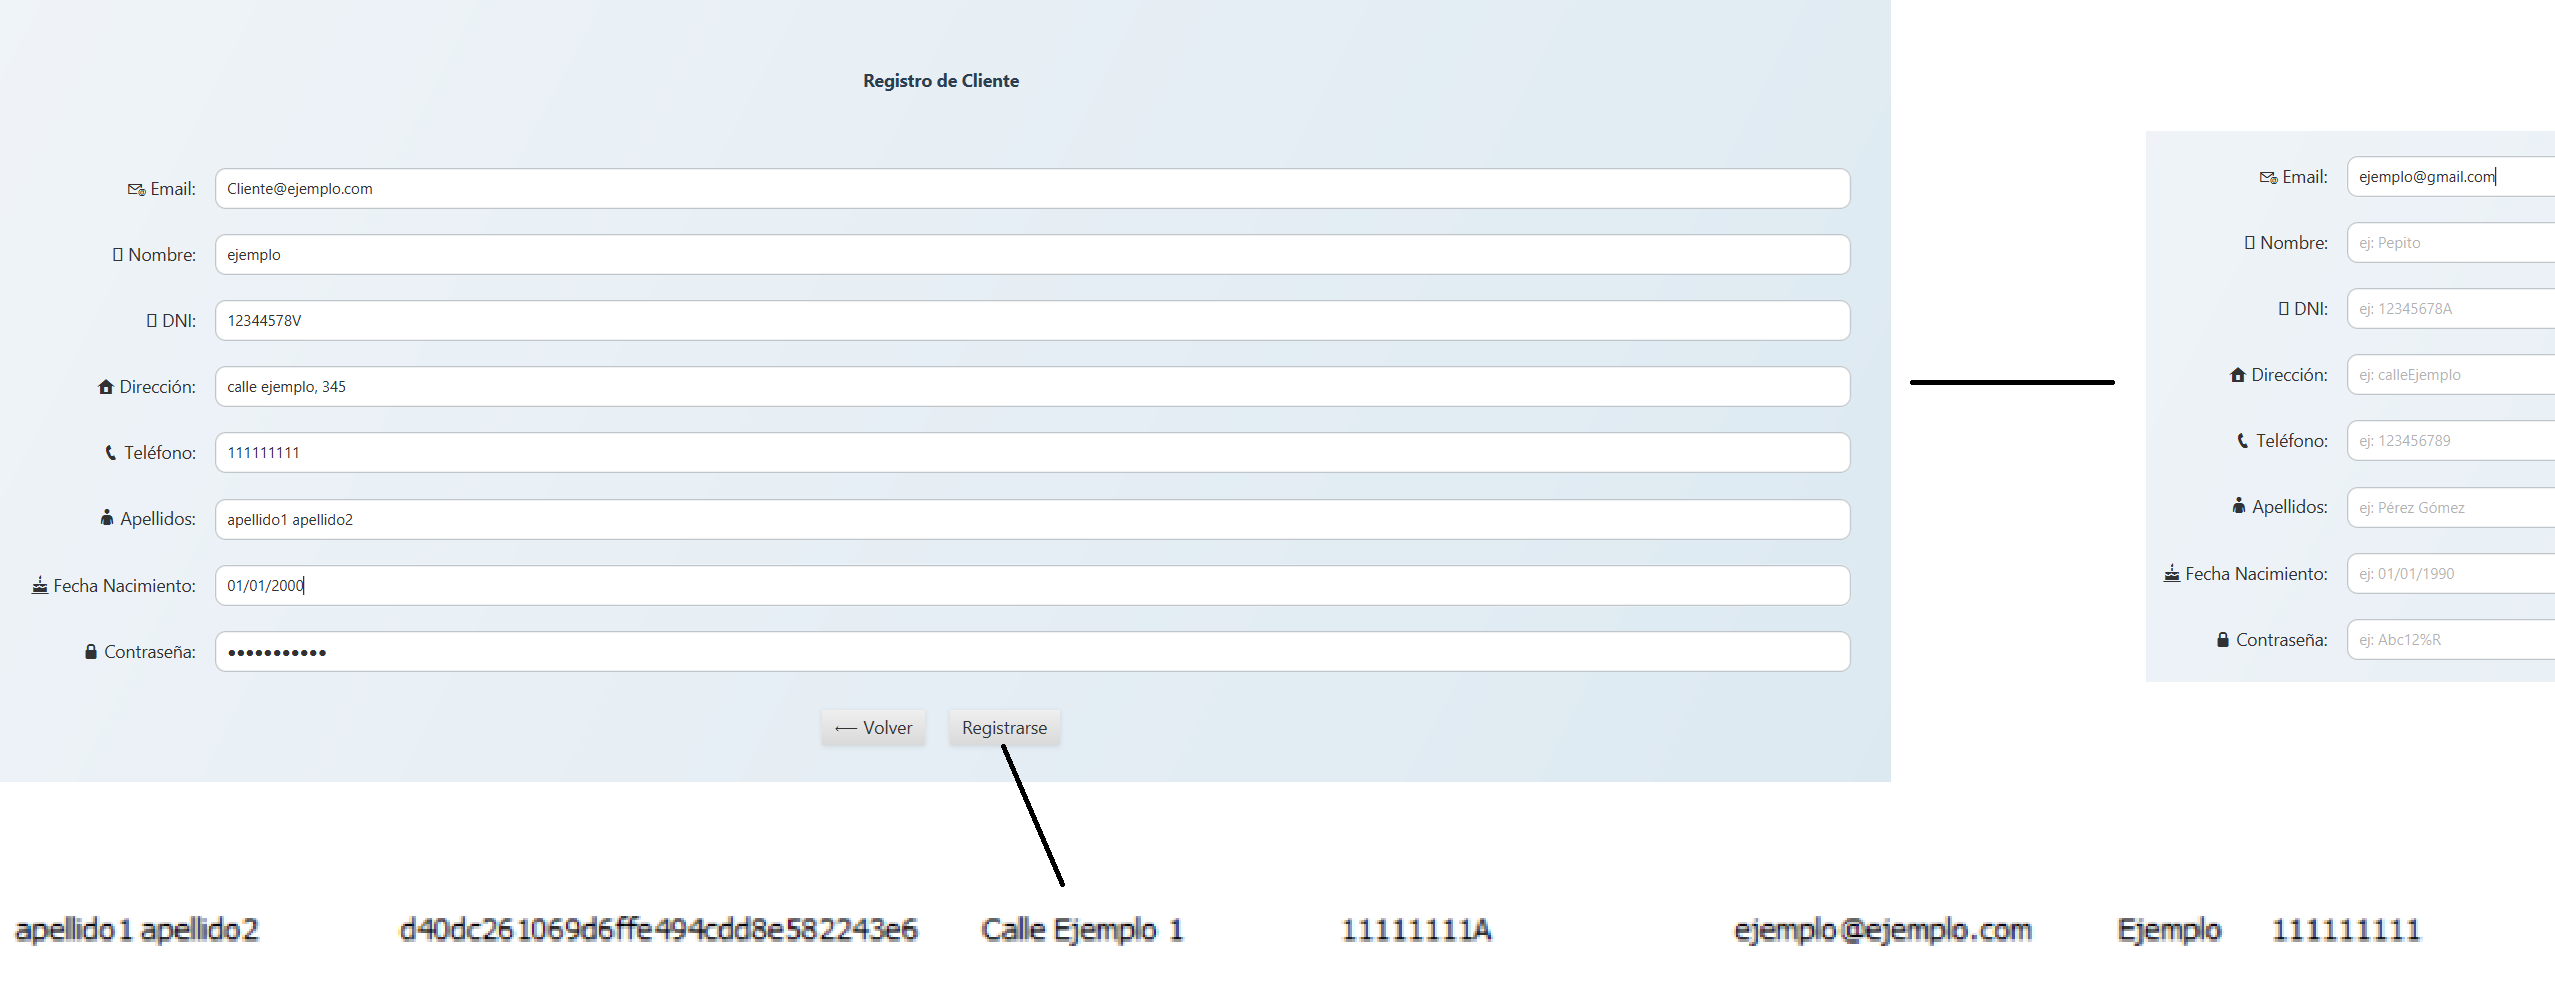 Registro de Cliente
Email: Cliente@ejemplo.com
Nombre: ejemplo
DNI: 12344578V
Dirección: calle ejemplo, 345
Teléfono: 111111111
Apellidos: apellido1 apellido2
Fecha Nacimiento: 01/01/2000
Contraseña: •••••••••••
← Volver
Registrarse
Email: ejemplo@gmail.com
Nombre: ej: Pepito
DNI: ej: 12345678A
Dirección: ej: calleEjemplo
Teléfono: ej: 123456789
Apellidos: ej: Pérez Gómez
Fecha Nacimiento: ej: 01/01/1990
Contraseña: ej: Abc12%R
apellido1 apellido2 d40dc261069d6ffe494cdd8e582243e6 Calle Ejemplo 1 11111111A ejemplo@ejemplo.com Ejemplo 111111111